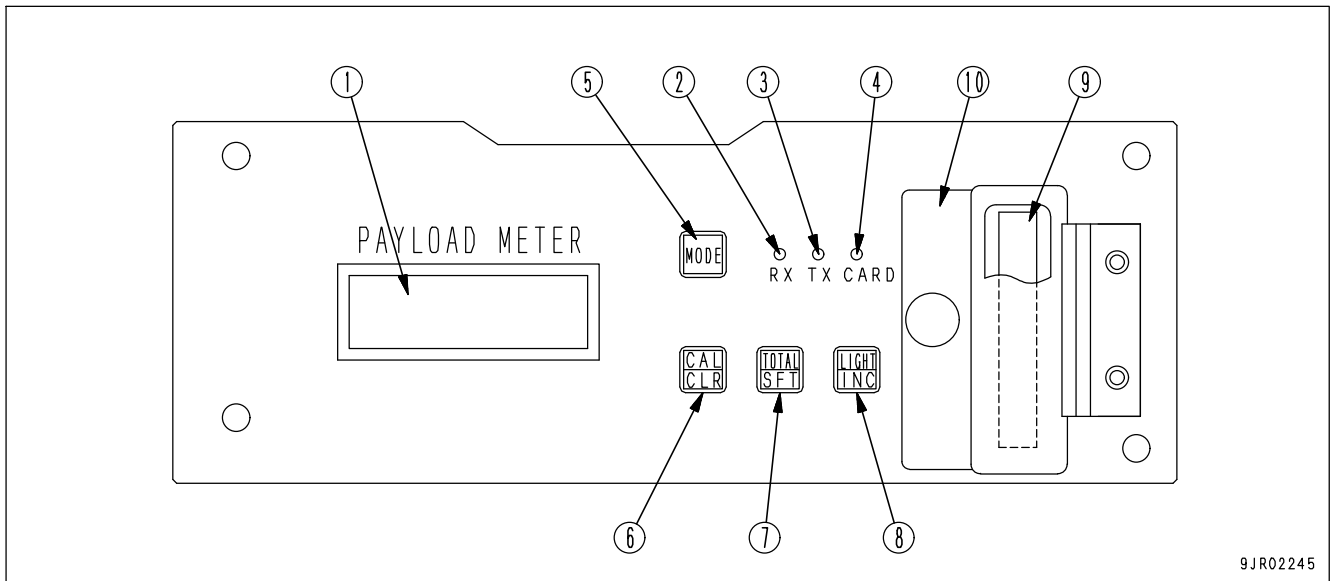 ① ⑤ ② ③ ④ ⑩ ⑨
PAYLOAD METER
MODE
RX TX CARD
CAL
CLR
TOTAL
SFT
LIGHT
INC
⑥ ⑦ ⑧
9JR02245